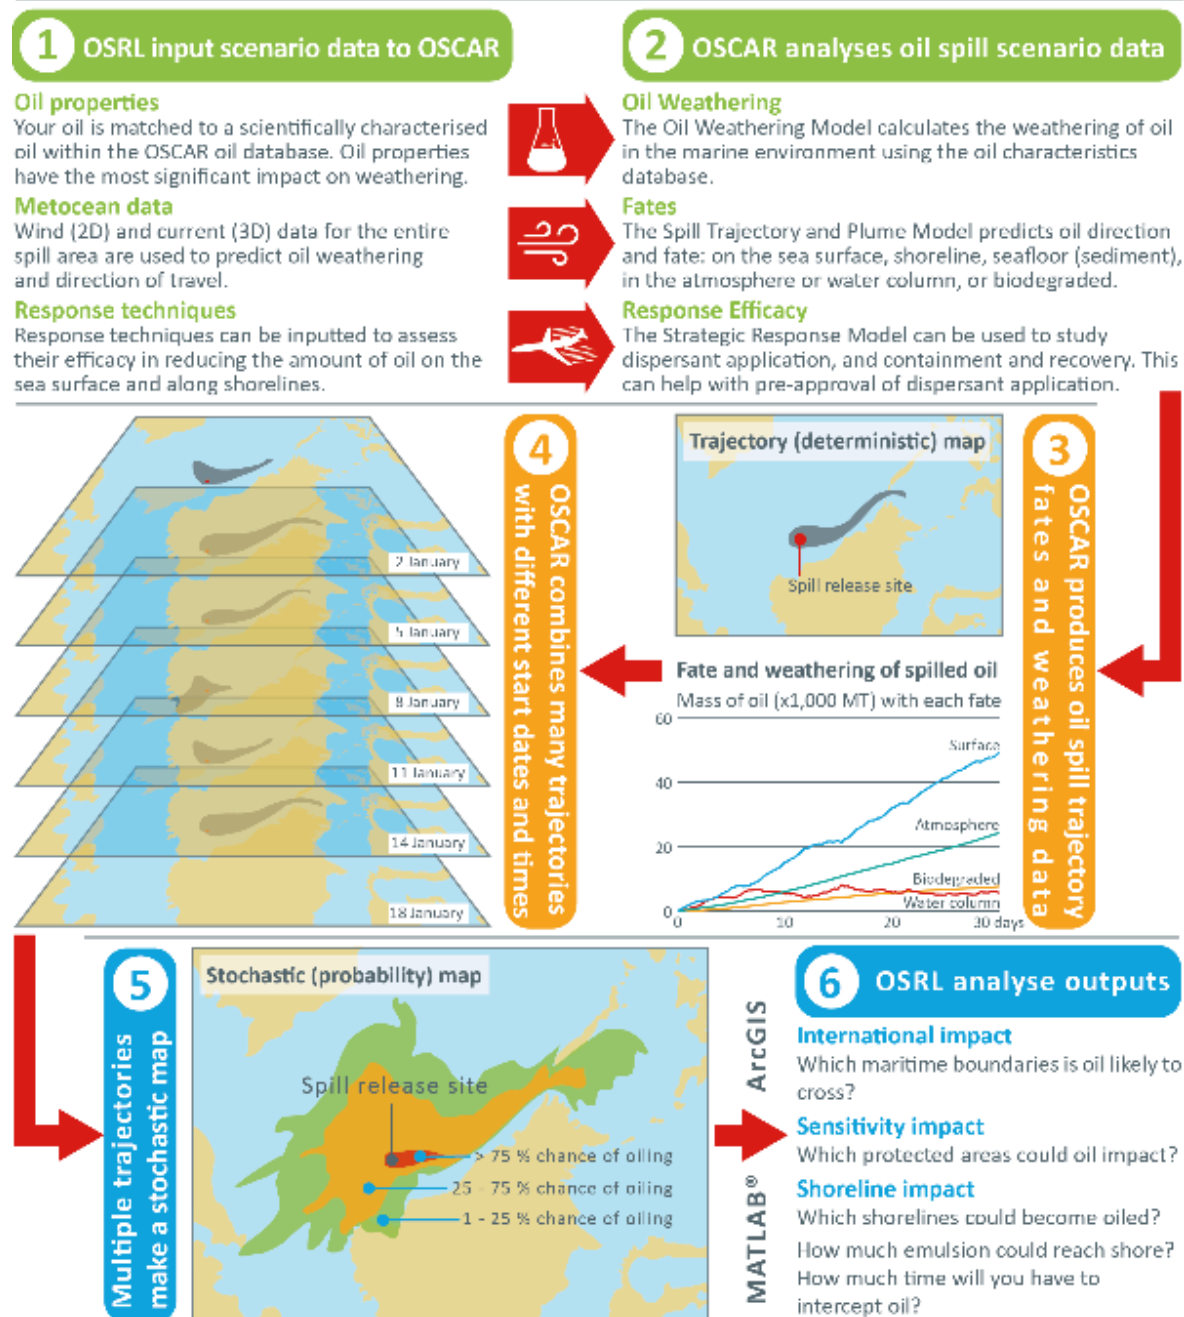 1 OSRL input scenario data to OSCAR
Oil properties
Your oil is matched to a scientifically characterised
oil within the OSCAR oil database. Oil properties
have the most significant impact on weathering.
Metocean data
Wind (2D) and current (3D) data for the entire
spill area are used to predict oil weathering
and direction of travel.
Response techniques
Response techniques can be inputted to assess
their efficacy in reducing the amount of oil on the
sea surface and along shorelines.
2 OSCAR analyses oil spill scenario data
Oil Weathering
The Oil Weathering Model calculates the weathering of oil
in the marine environment using the oil characteristics
database.
Fates
The Spill Trajectory and Plume Model predicts oil direction
and fate: on the sea surface, shoreline, seafloor (sediment),
in the atmosphere or water column, or biodegraded.
Response Efficacy
The Strategic Response Model can be used to study
dispersant application, and containment and recovery. This
can help with pre-approval of dispersant application.
3
OSCAR produces oil spill trajectory
fates and weathering data
Trajectory (deterministic) map
Spill release site
Fate and weathering of spilled oil
Mass of oil (x1,000 MT) with each fate
60
40
20
0
Surface
Atmosphere
Biodegraded
Water column
0 10 20 30 days
4
OSCAR combines many trajectories
with different start dates and times
2 January
5 January
8 January
11 January
14 January
18 January
5
Multiple trajectories
make a stochastic map
Stochastic (probability) map
Spill release site
> 75 % chance of oiling
25 - 75 % chance of oiling
1 - 25 % chance of oiling
ArcGIS
MATLAB®
6 OSRL analyse outputs
International impact
Which maritime boundaries is oil likely to
cross?
Sensitivity impact
Which protected areas could oil impact?
Shoreline impact
Which shorelines could become oiled?
How much emulsion could reach shore?
How much time will you have to
intercept oil?